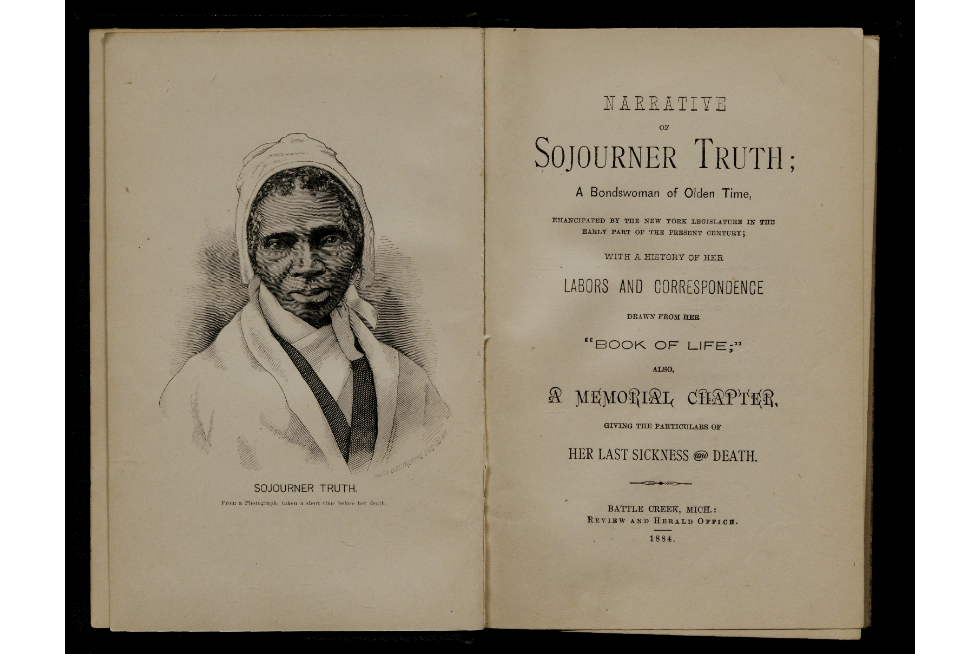 SOJOURNER TRUTH.
From a Photograph, taken a short time before her death.
NARRATIVE
OF
SOJOURNER TRUTH;
A Bondswoman of Olden Time,
EMANCIPATED BY THE NEW YORK LEGISLATURE IN THE
EARLY PART OF THE PRESENT CENTURY;
WITH A HISTORY OF HER
LABORS AND CORRESPONDENCE
DRAWN FROM HER
“BOOK OF LIFE;”
ALSO,
A MEMORIAL CHAPTER,
GIVING THE PARTICULARS OF
HER LAST SICKNESS AND DEATH.
BATTLE CREEK, MICH.:
REVIEW AND HERALD OFFICE.
1884.